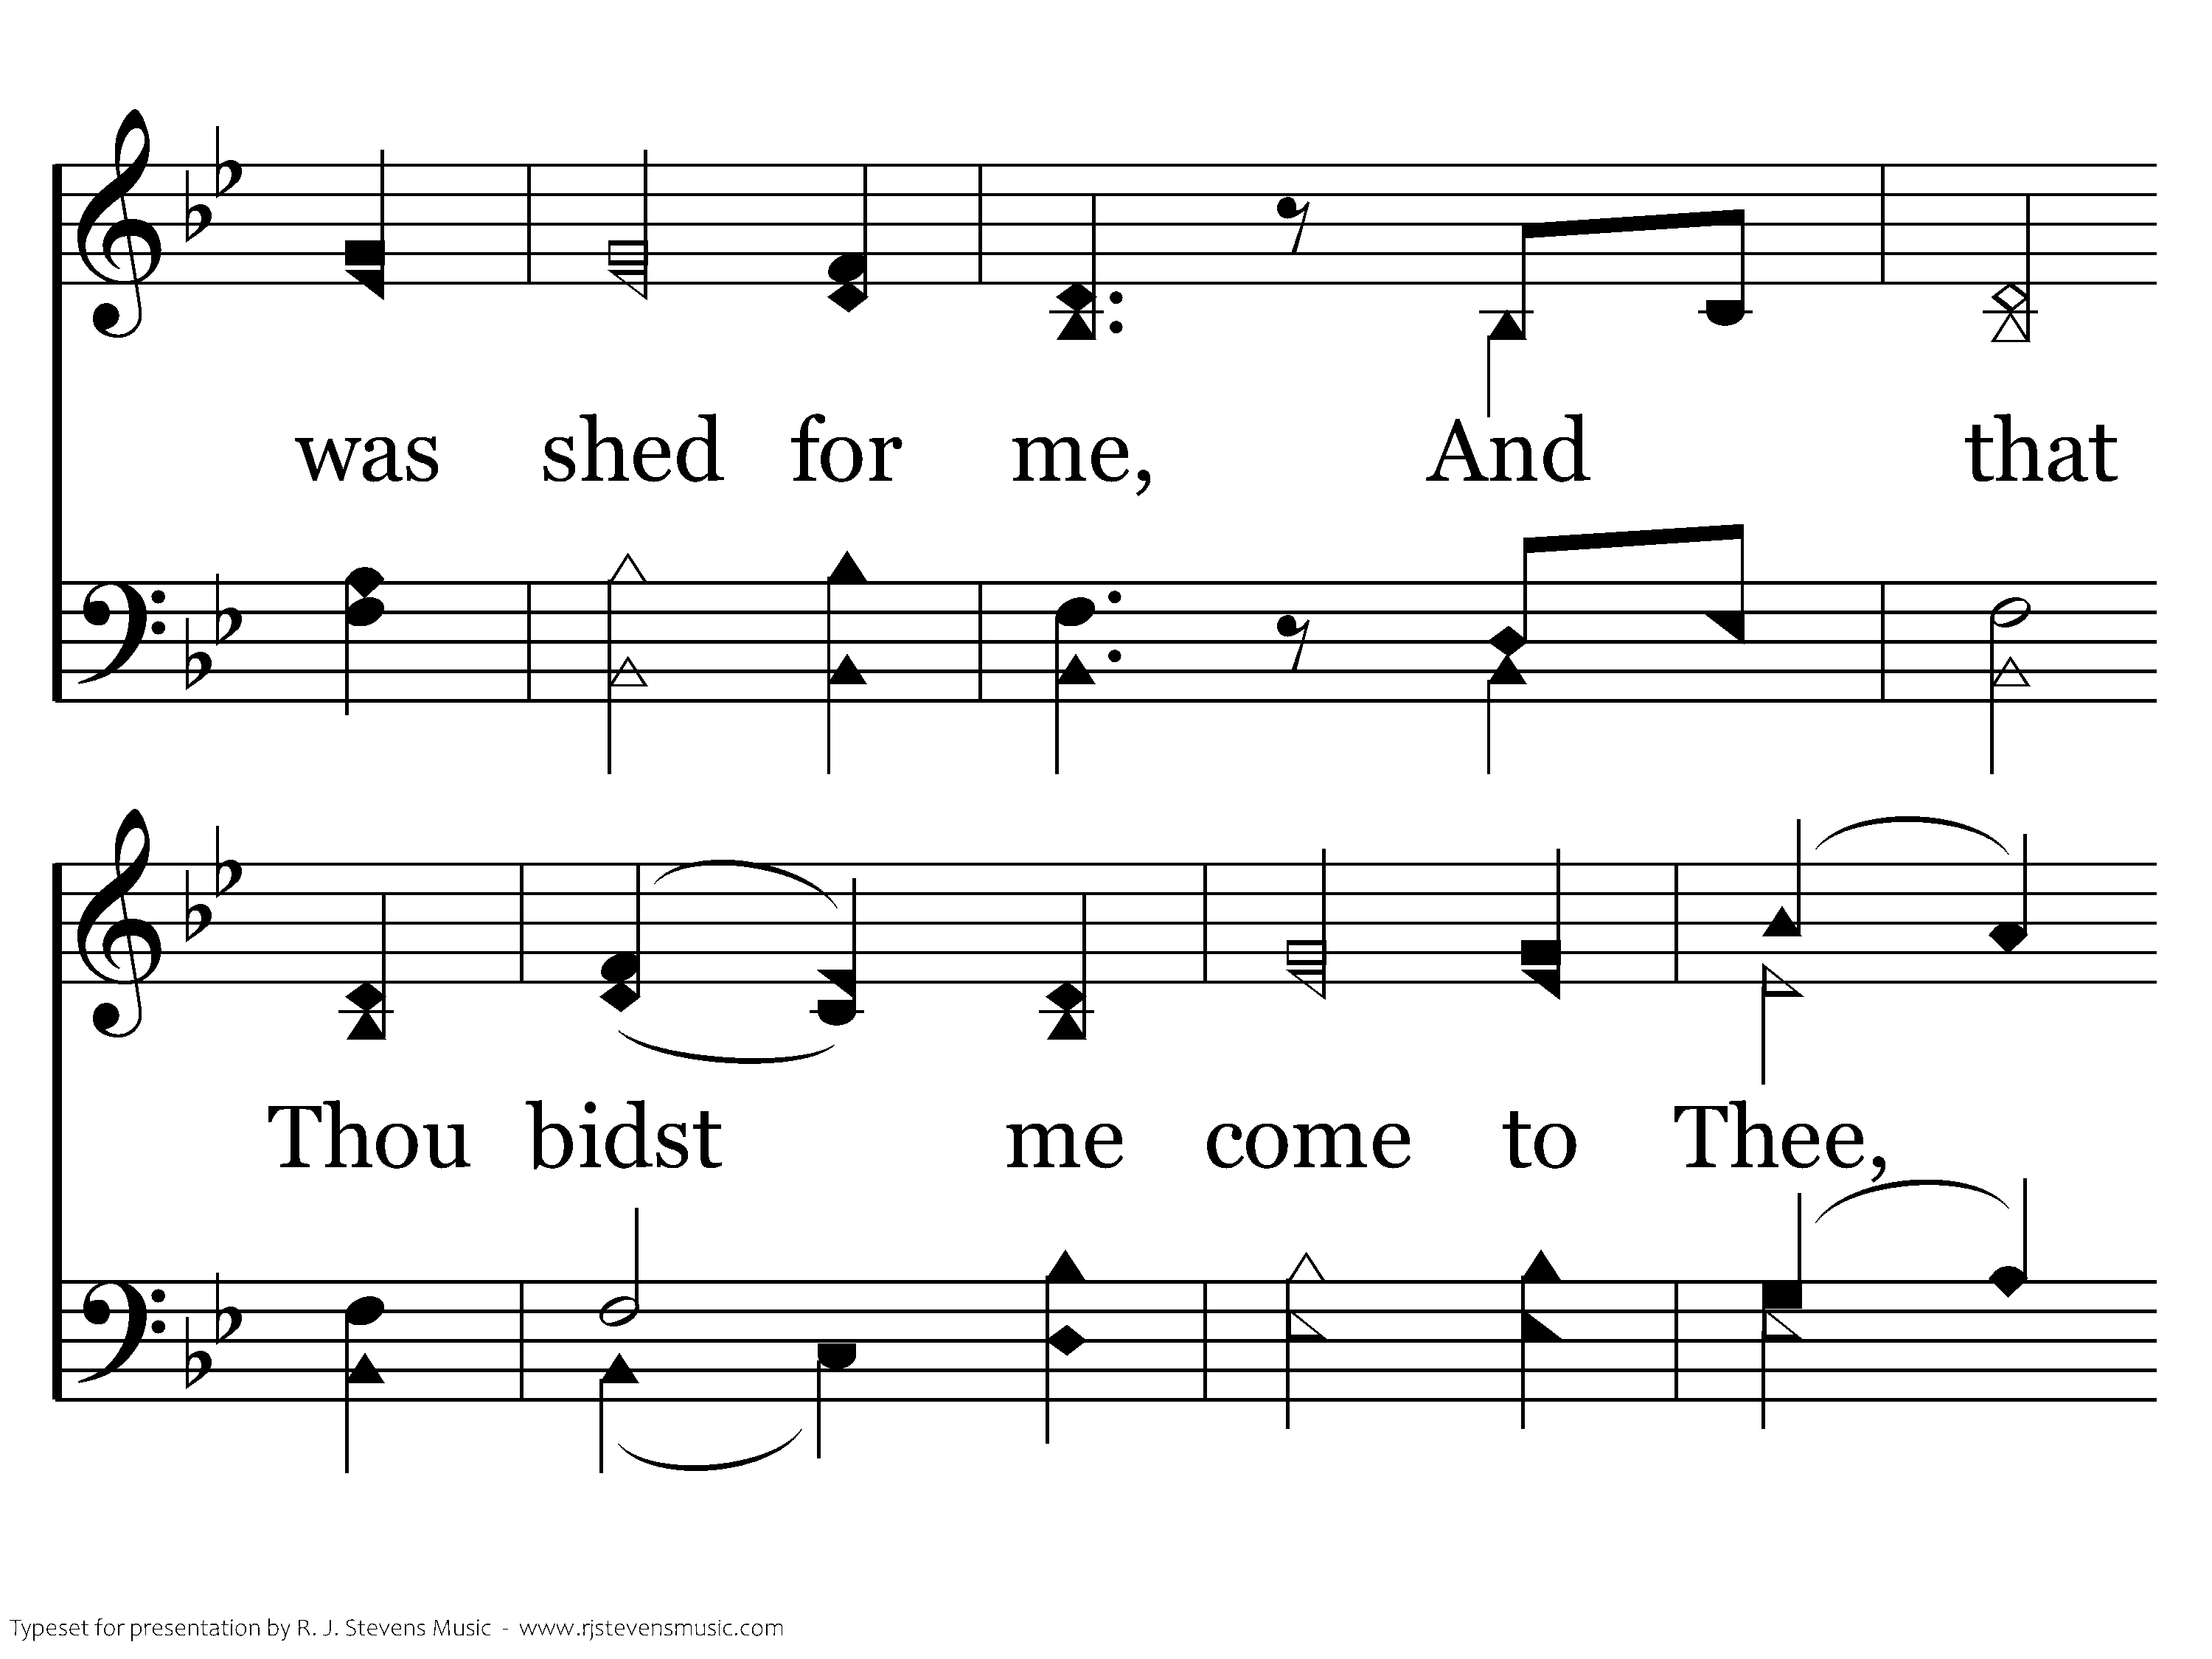 was shed for me, And that
Thou bidst me come to Thee,
Typeset for presentation by R. J. Stevens Music - www.rjstevensmusic.com